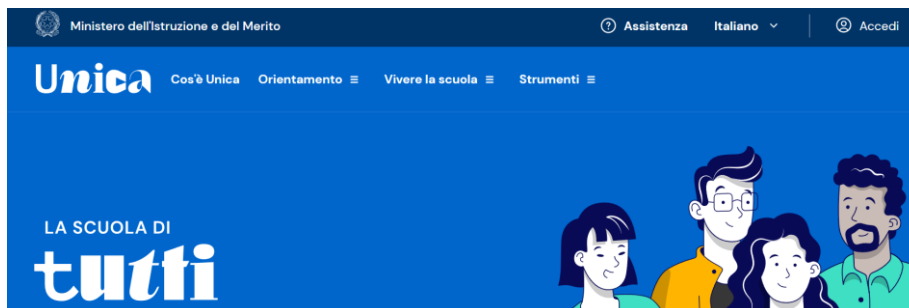 Ministero dell'Istruzione e del Merito Assistenza Italiano Accedi
Unica Cos'è Unica Orientamento Vivere la scuola Strumenti
LA SCUOLA DI
tutti